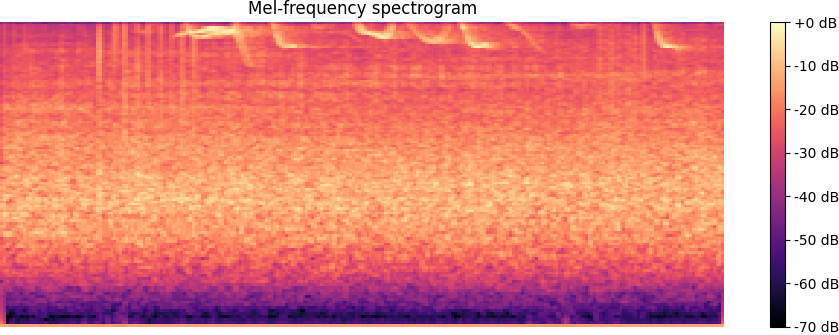 Mel-frequency spectrogram
+0 dB
-10 dB
-20 dB
-30 dB
-40 dB
-50 dB
-60 dB
-70 dB